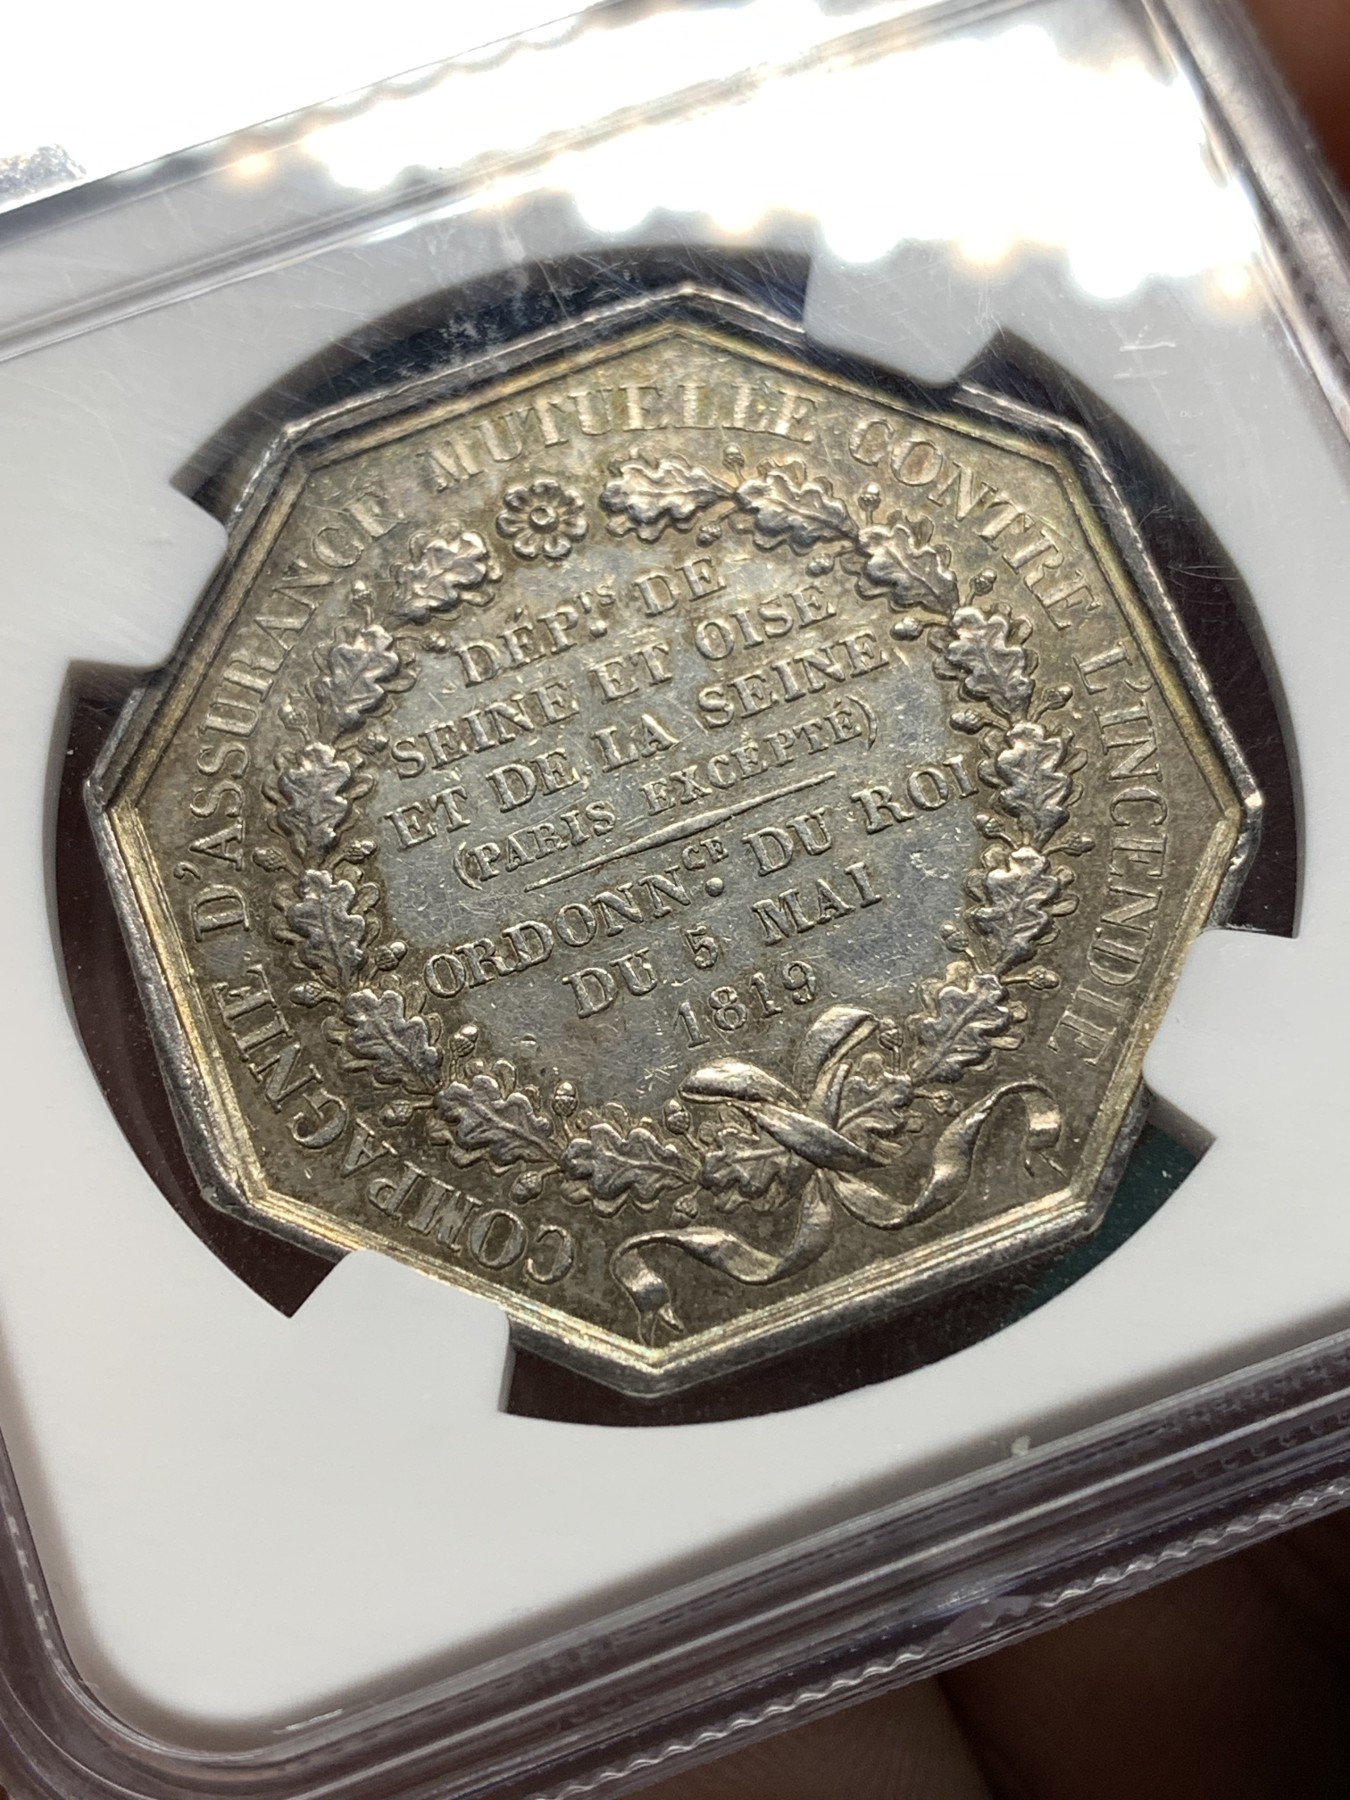 COMPAGNIE D'ASSURANCE MUTUELLE CONTRE L'INCENDIE
DÉP.TS DE
SEINE ET OISE
ET DE LA SEINE
(PARIS EXCÉPTÉ)
ORDONN.CE DU ROI
DU 5 MAI
1819